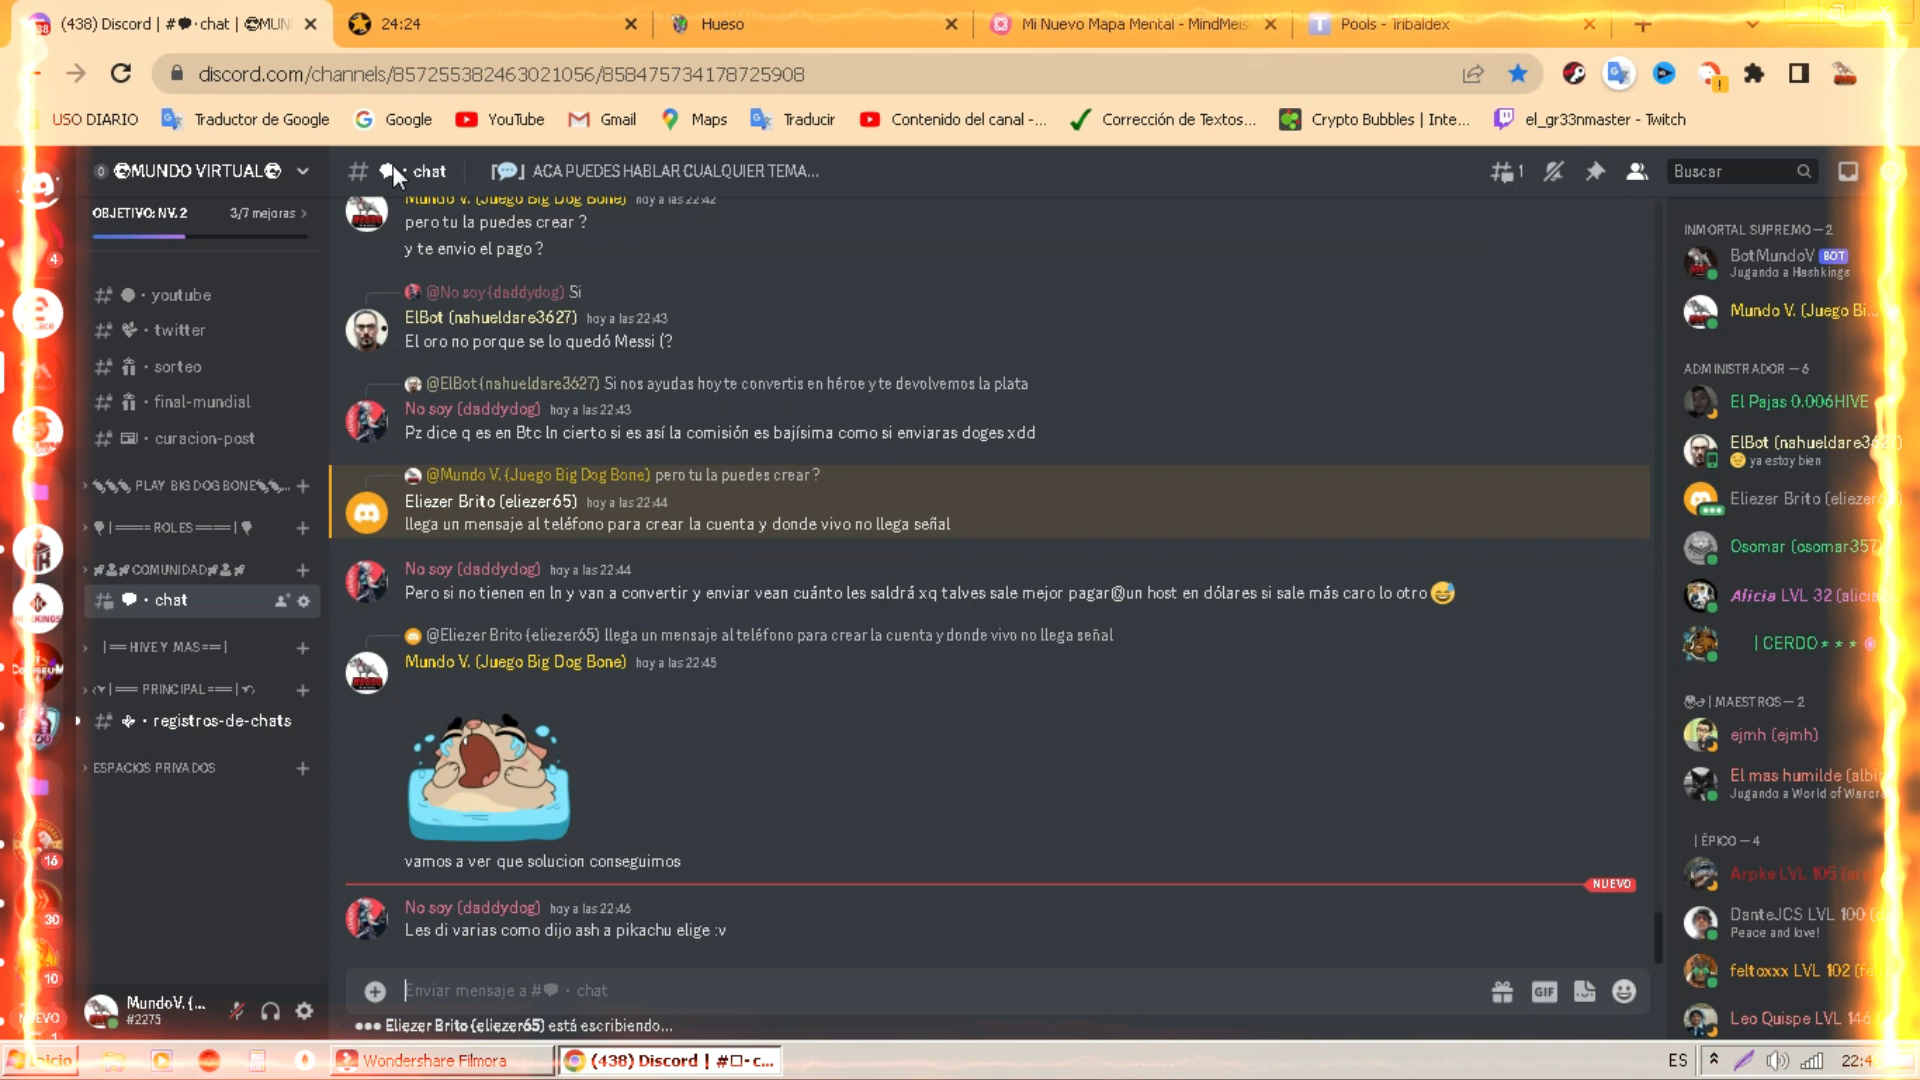 (438) Discord | #💬· chat | MUN
24:24
Hueso
Mi Nuevo Mapa Mental - MindMeis
Pools - Tribaldex
discord.com/channels/857255382463021056/858475734178725908
USO DIARIO
Traductor de Google
Google
YouTube
Gmail
Maps
Traducir
Contenido del canal -...
Corrección de Textos...
Crypto Bubbles | Inte...
el_gr33nmaster - Twitch
MUNDO VIRTUAL
OBJETIVO: NV. 2
3/7 mejoras >
# · youtube
# · twitter
# · sorteo
# · final-mundial
# · curacion-post
PLAY BIG DOG BONE
|====ROLES====|
COMUNIDAD
# · chat
|==HIVE Y MAS==|
|=== PRINCIPAL ===|
# · registros-de-chats
ESPACIOS PRIVADOS
MundoV. {...
#2275
# · chat
[💬] ACA PUEDES HABLAR CUALQUIER TEMA...
1
Buscar
Mundo V. (Juego Big Dog Bone) hoy a las 22:42
pero tu la puedes crear ?
y te envio el pago ?
@No soy (daddydog) Si
ElBot (nahueldare3627) hoy a las 22:43
El oro no porque se lo quedó Messi (?
@ElBot (nahueldare3627) Si nos ayudas hoy te convertis en héroe y te devolvemos la plata
No soy (daddydog) hoy a las 22:43
Pz dice q es en Btc ln cierto si es así la comisión es bajísima como si enviaras doges xdd
@Mundo V. (Juego Big Dog Bone) pero tu la puedes crear ?
Eliezer Brito (eliezer65) hoy a las 22:44
llega un mensaje al teléfono para crear la cuenta y donde vivo no llega señal
No soy (daddydog) hoy a las 22:44
Pero si no tienen en ln y van a convertir y enviar vean cuánto les saldrá xq talves sale mejor pagar@un host en dólares si sale más caro lo otro 😅
@Eliezer Brito (eliezer65) llega un mensaje al teléfono para crear la cuenta y donde vivo no llega señal
Mundo V. (Juego Big Dog Bone) hoy a las 22:45
vamos a ver que solucion conseguimos
NUEVO
No soy (daddydog) hoy a las 22:46
Les di varias como dijo ash a pikachu elige :v
Enviar mensaje a #💬 · chat
GIF
Eliezer Brito (eliezer65) está escribiendo...
INMORTAL SUPREMO — 2
BotMundoV BOT
Jugando a Hashkings
Mundo V. (Juego Bi...
ADMINISTRADOR — 6
El Pajas 0.006HIVE
ElBot (nahueldare36
ya estoy bien
Eliezer Brito (eliezer
Osomar (osomar357
Alicia LVL 32 (alicia
| CERDO ★ ★ ★
| MAESTROS — 2
ejmh (ejmh)
El mas humilde (albi
Jugando a World of Warcr
| ÉPICO — 4
Arpke LVL 105 (arp
DanteJCS LVL 100 (
Peace and love!
feltoxxx LVL 102 (fe
Leo Quispe LVL 146
4
16
30
10
Inicio
Wondershare Filmora
(438) Discord | #□· c...
ES
22:4